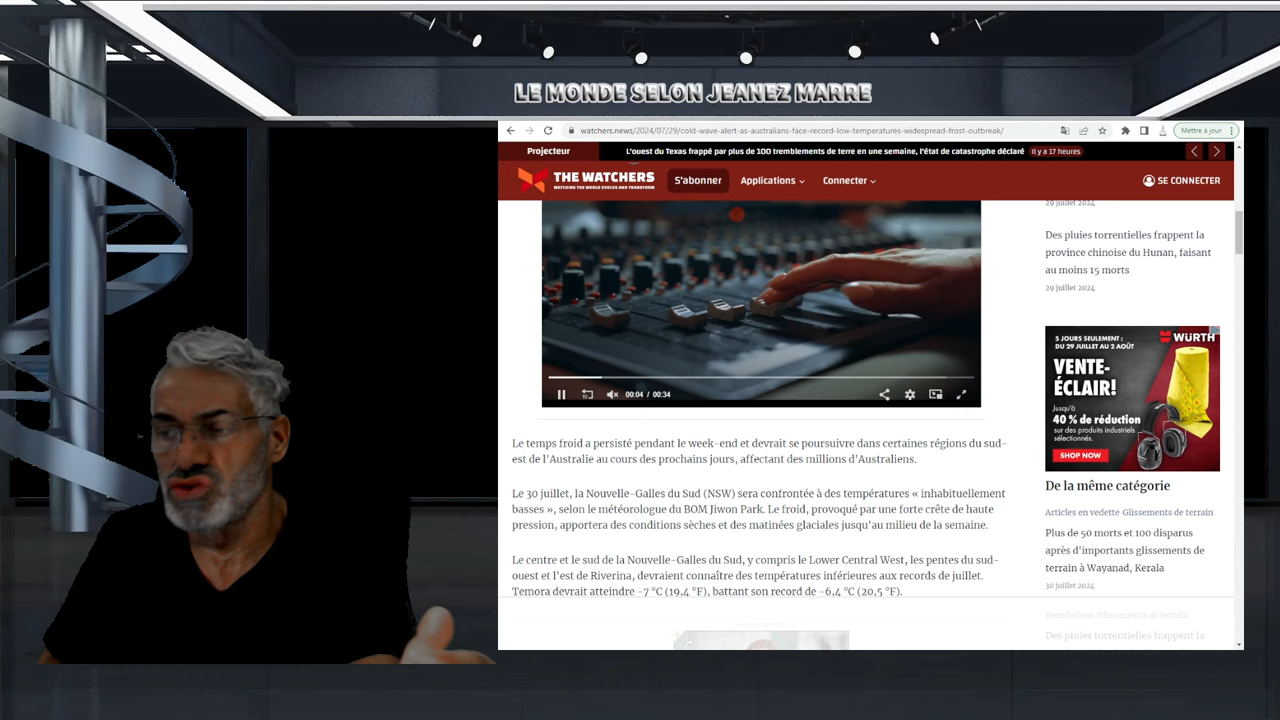 LE MONDE SELON JEANEZ MARRE
watchers.news/2024/07/29/cold-wave-alert-as-australians-face-record-low-temperatures-widespread-frost-outbreak/
Mettre à jour
Projecteur
L'ouest du Texas frappé par plus de 100 tremblements de terre en une semaine, l'état de catastrophe déclaré
Il y a 17 heures
THE WATCHERS
WATCHING THE WORLD EVOLVE AND TRANSFORM
S'abonner
Applications
Connecter
SE CONNECTER
00:04 / 00:34
Le temps froid a persisté pendant le week-end et devrait se poursuivre dans certaines régions du sud-
est de l'Australie au cours des prochains jours, affectant des millions d'Australiens.
Le 30 juillet, la Nouvelle-Galles du Sud (NSW) sera confrontée à des températures « inhabituellement
basses », selon le météorologue du BOM Jiwon Park. Le froid, provoqué par une forte crête de haute
pression, apportera des conditions sèches et des matinées glaciales jusqu'au milieu de la semaine.
Le centre et le sud de la Nouvelle-Galles du Sud, y compris le Lower Central West, les pentes du sud-
ouest et l'est de Riverina, devraient connaître des températures inférieures aux records de juillet.
Temora devrait atteindre -7 °C (19,4 °F), battant son record de -6,4 °C (20,5 °F).
29 juillet 2024
Des pluies torrentielles frappent la
province chinoise du Hunan, faisant
au moins 15 morts
29 juillet 2024
5 JOURS SEULEMENT :
DU 29 JUILLET AU 2 AOÛT
WÜRTH
VENTE-
ÉCLAIR!
Jusqu'à
40 % de réduction
sur des produits industriels
sélectionnés.
SHOP NOW
De la même catégorie
Articles en vedette Glissements de terrain
Plus de 50 morts et 100 disparus
après d'importants glissements de
terrain à Wayanad, Kerala
30 juillet 2024
Inondations Glissements de terrain
Des pluies torrentielles frappent la